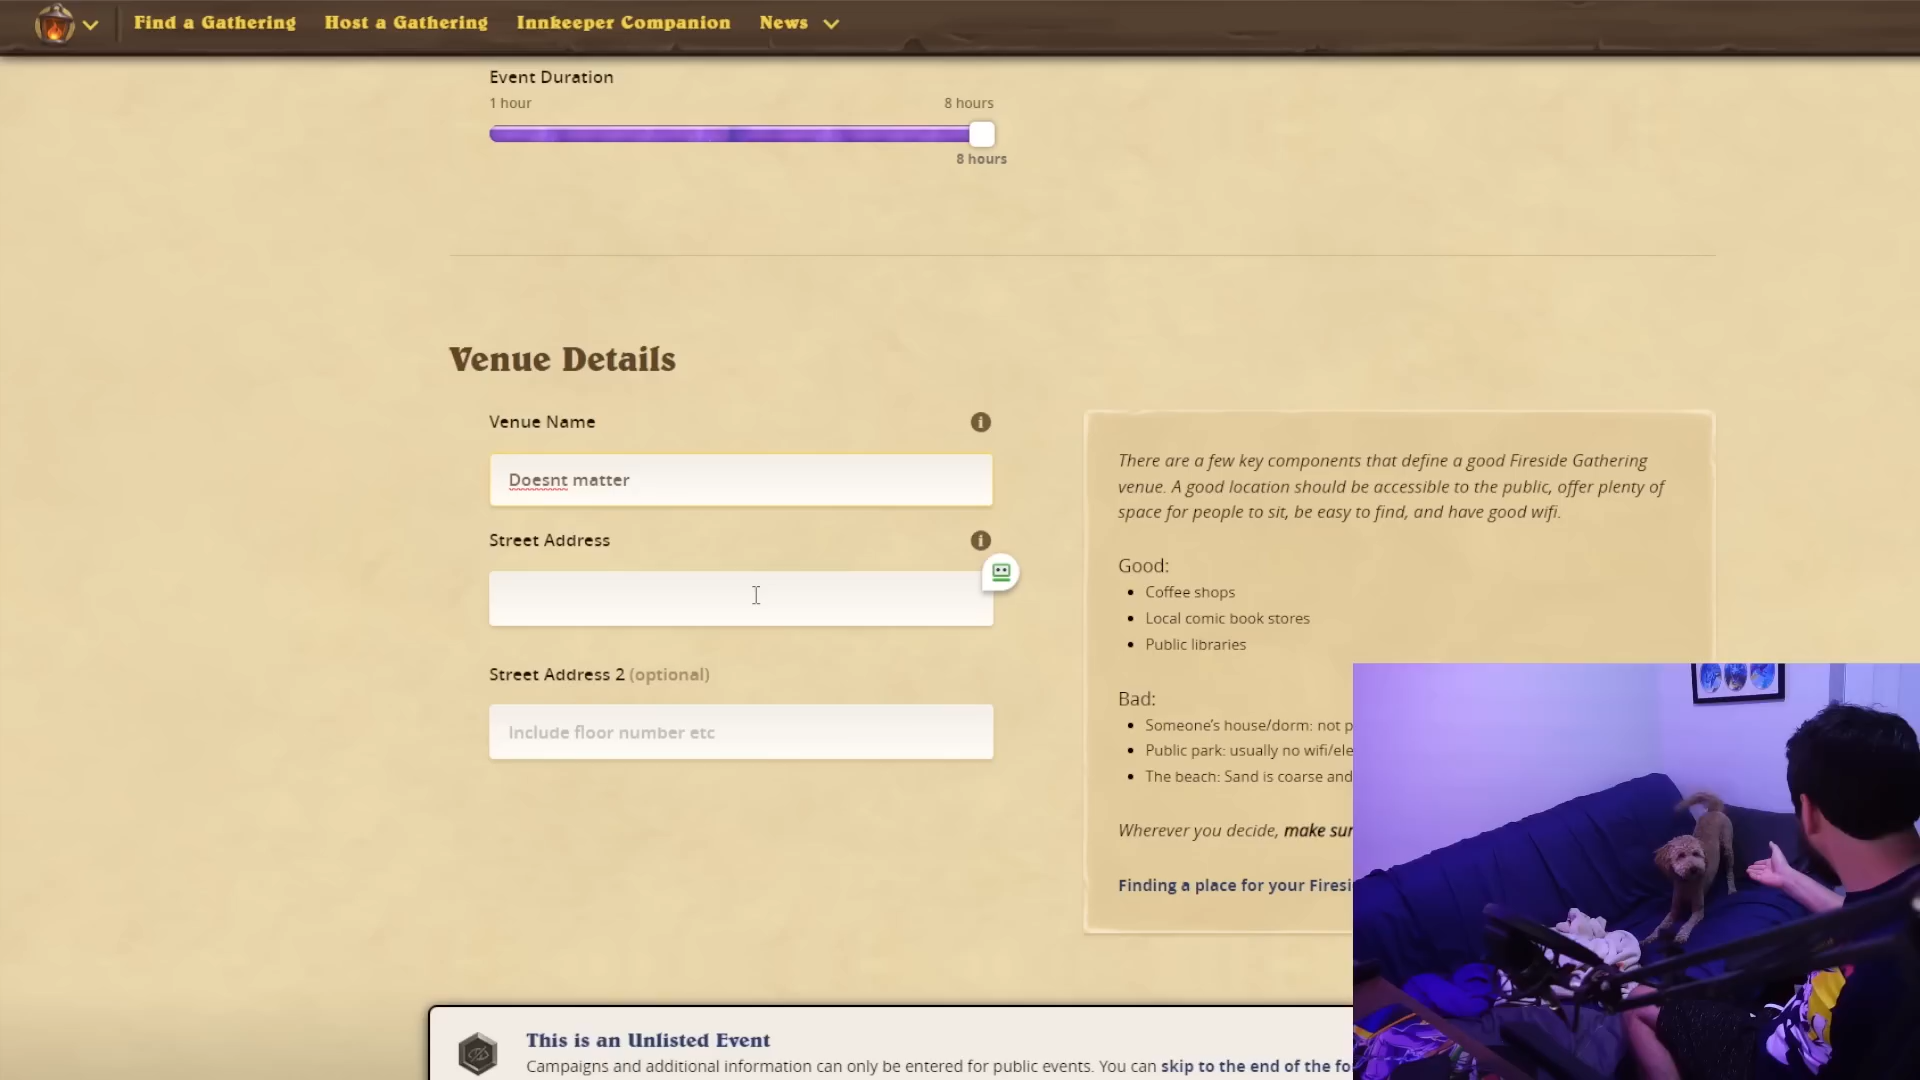 Find a Gathering
Host a Gathering
Innkeeper Companion
News
Event Duration
1 hour
8 hours
8 hours
Venue Details
Venue Name
Doesnt matter
Street Address
Street Address 2 (optional)
Include floor number etc
There are a few key components that define a good Fireside Gathering
venue. A good location should be accessible to the public, offer plenty of
space for people to sit, be easy to find, and have good wifi.
Good:
Coffee shops
Local comic book stores
Public libraries
Bad:
Someone's house/dorm: not
Public park: usually no wifi/
The beach: Sand is coarse and
Wherever you decide, make
Finding a place for your
This is an Unlisted Event
Campaigns and additional information can only be entered for public events. You can skip to the end of the